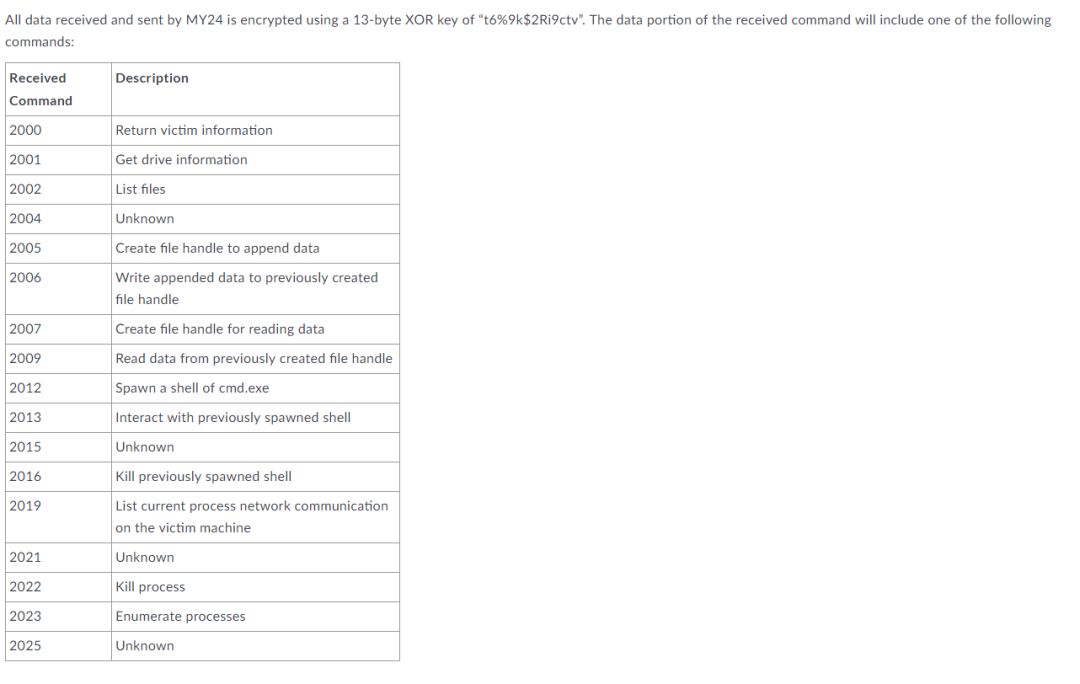 All data received and sent by MY24 is encrypted using a 13-byte XOR key of “t6%9k$2Ri9ctv”. The data portion of the received command will include one of the following
commands:
Received Command Description
2000 Return victim information
2001 Get drive information
2002 List files
2004 Unknown
2005 Create file handle to append data
2006 Write appended data to previously created
file handle
2007 Create file handle for reading data
2009 Read data from previously created file handle
2012 Spawn a shell of cmd.exe
2013 Interact with previously spawned shell
2015 Unknown
2016 Kill previously spawned shell
2019 List current process network communication
on the victim machine
2021 Unknown
2022 Kill process
2023 Enumerate processes
2025 Unknown